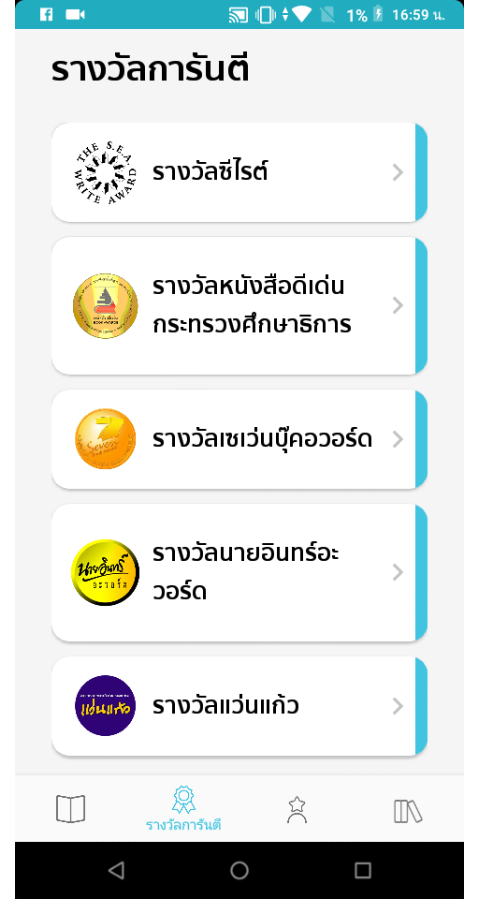 1% 16:59 น.
รางวัลการันตี
THE S.E.A. WRITE AWARD
รางวัลซีไรต์
รางวัลหนังสือดีเด่น
กระทรวงศึกษาธิการ
7
Seven
รางวัลเซเว่นบุ๊คอวอร์ด
นายอินทร์
อะวอร์ด
รางวัลนายอินทร์อะ
วอร์ด
แว่นแก้ว
รางวัลแว่นแก้ว
รางวัลการันตี